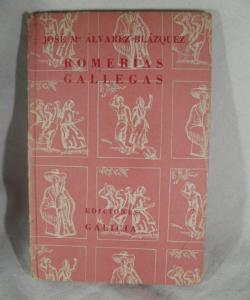 JOSÉ Mª ALVAREZ-BLAZQUEZ
ROMERIAS
GALLEGAS
EDICIONES
GALICIA